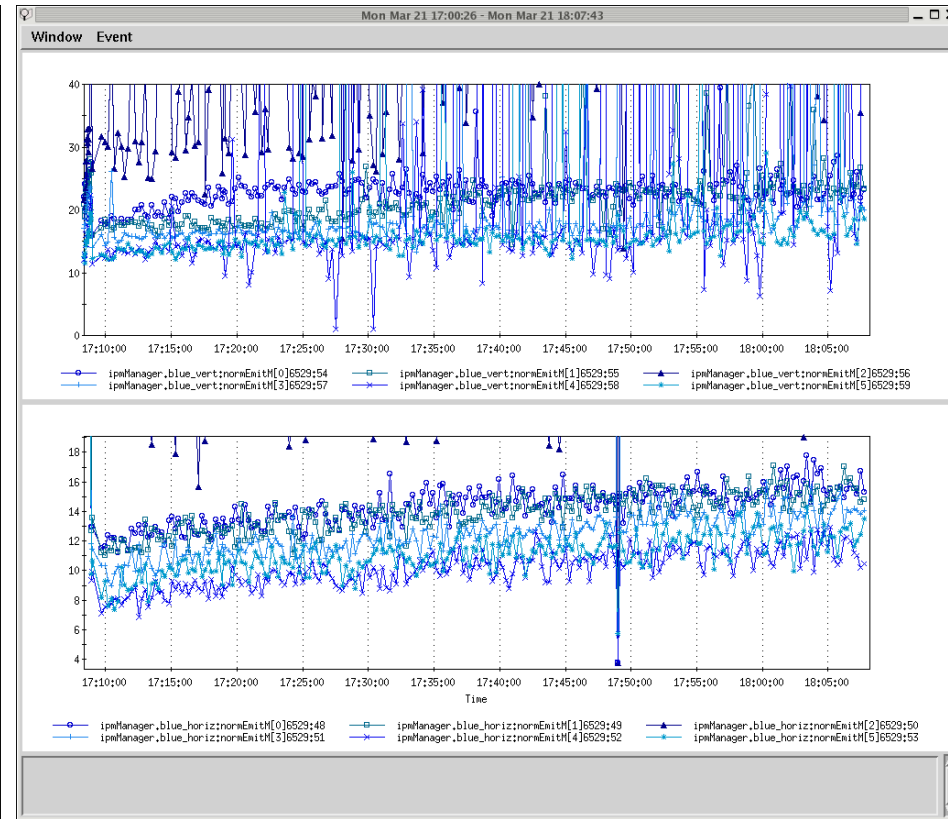 Mon Mar 21 17:00:26 - Mon Mar 21 18:07:43
Window Event
40
30
20
10
0
17:10:00 17:15:00 17:20:00 17:25:00 17:30:00 17:35:00 17:40:00 17:45:00 17:50:00 17:55:00 18:00:00 18:05:00
ipmManager.blue_vert:normEmitM[0]6529:54 ipmManager.blue_vert:normEmitM[1]6529:55 ipmManager.blue_vert:normEmitM[2]6529:56
ipmManager.blue_vert:normEmitM[3]6529:57 ipmManager.blue_vert:normEmitM[4]6529:58 ipmManager.blue_vert:normEmitM[5]6529:59
18
16
14
12
10
8
6
4
17:10:00 17:15:00 17:20:00 17:25:00 17:30:00 17:35:00 17:40:00 17:45:00 17:50:00 17:55:00 18:00:00 18:05:00
Time
ipmManager.blue_horiz:normEmitM[0]6529:48 ipmManager.blue_horiz:normEmitM[1]6529:49 ipmManager.blue_horiz:normEmitM[2]6529:50
ipmManager.blue_horiz:normEmitM[3]6529:51 ipmManager.blue_horiz:normEmitM[4]6529:52 ipmManager.blue_horiz:normEmitM[5]6529:53